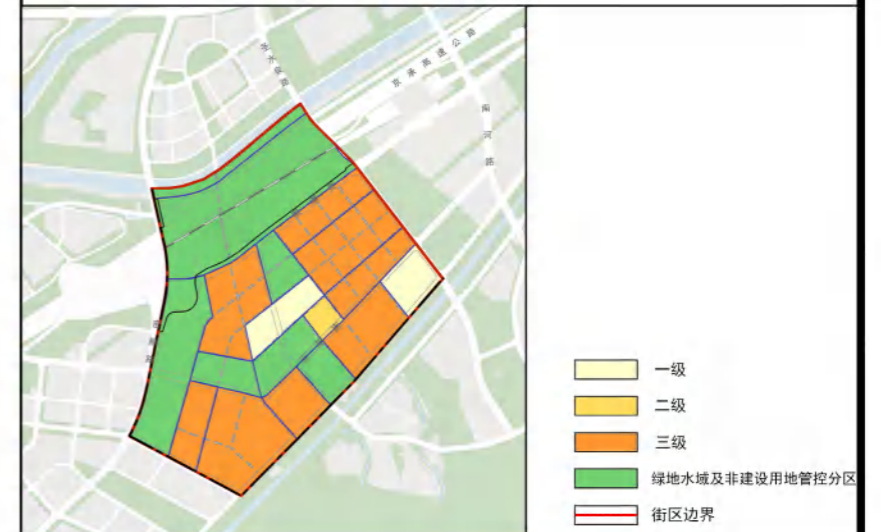 京承高速公路
南河路
一级
二级
三级
绿地水域及非建设用地管控分区
街区边界